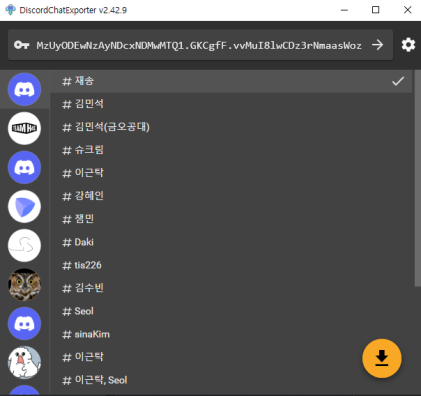 DiscordChatExporter v2.42.9
MzUyODEwNzAyNDcxNDMwMTQ1.GKCgfF.vvMuI8lwCDz3rNmaasWoz
# 재송
# 김민석
# 김민석(금오공대)
# 슈크림
# 이근탁
# 강혜인
# 잼민
# Daki
# tis226
# 김수빈
# Seol
# sinaKim
# 이근탁
# 이근탁, Seol